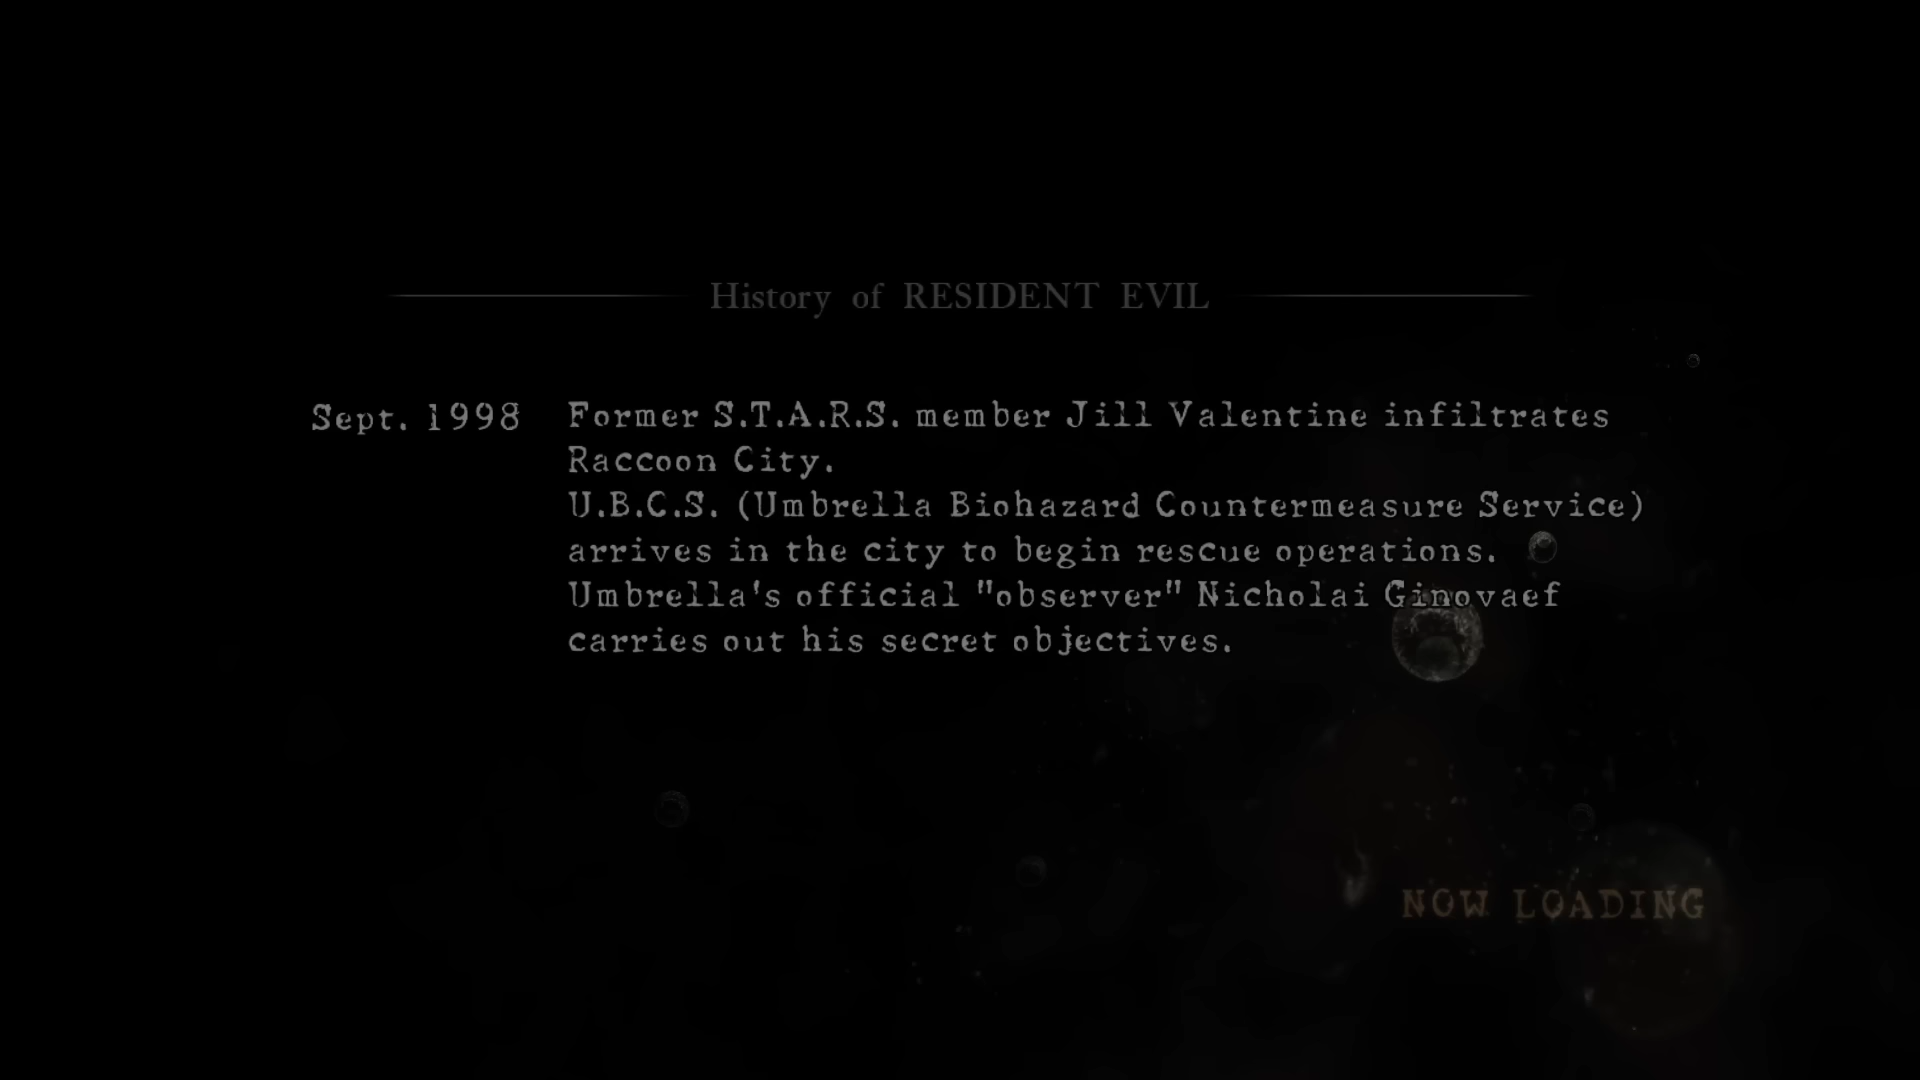 History of RESIDENT EVIL
Sept. 1998 Former S.T.A.R.S. member Jill Valentine infiltrates
Raccoon City.
U.B.C.S. (Umbrella Biohazard Countermeasure Service)
arrives in the city to begin rescue operations.
Umbrella's official "observer" Nicholai Ginovaef
carries out his secret objectives.
NOW LOADING